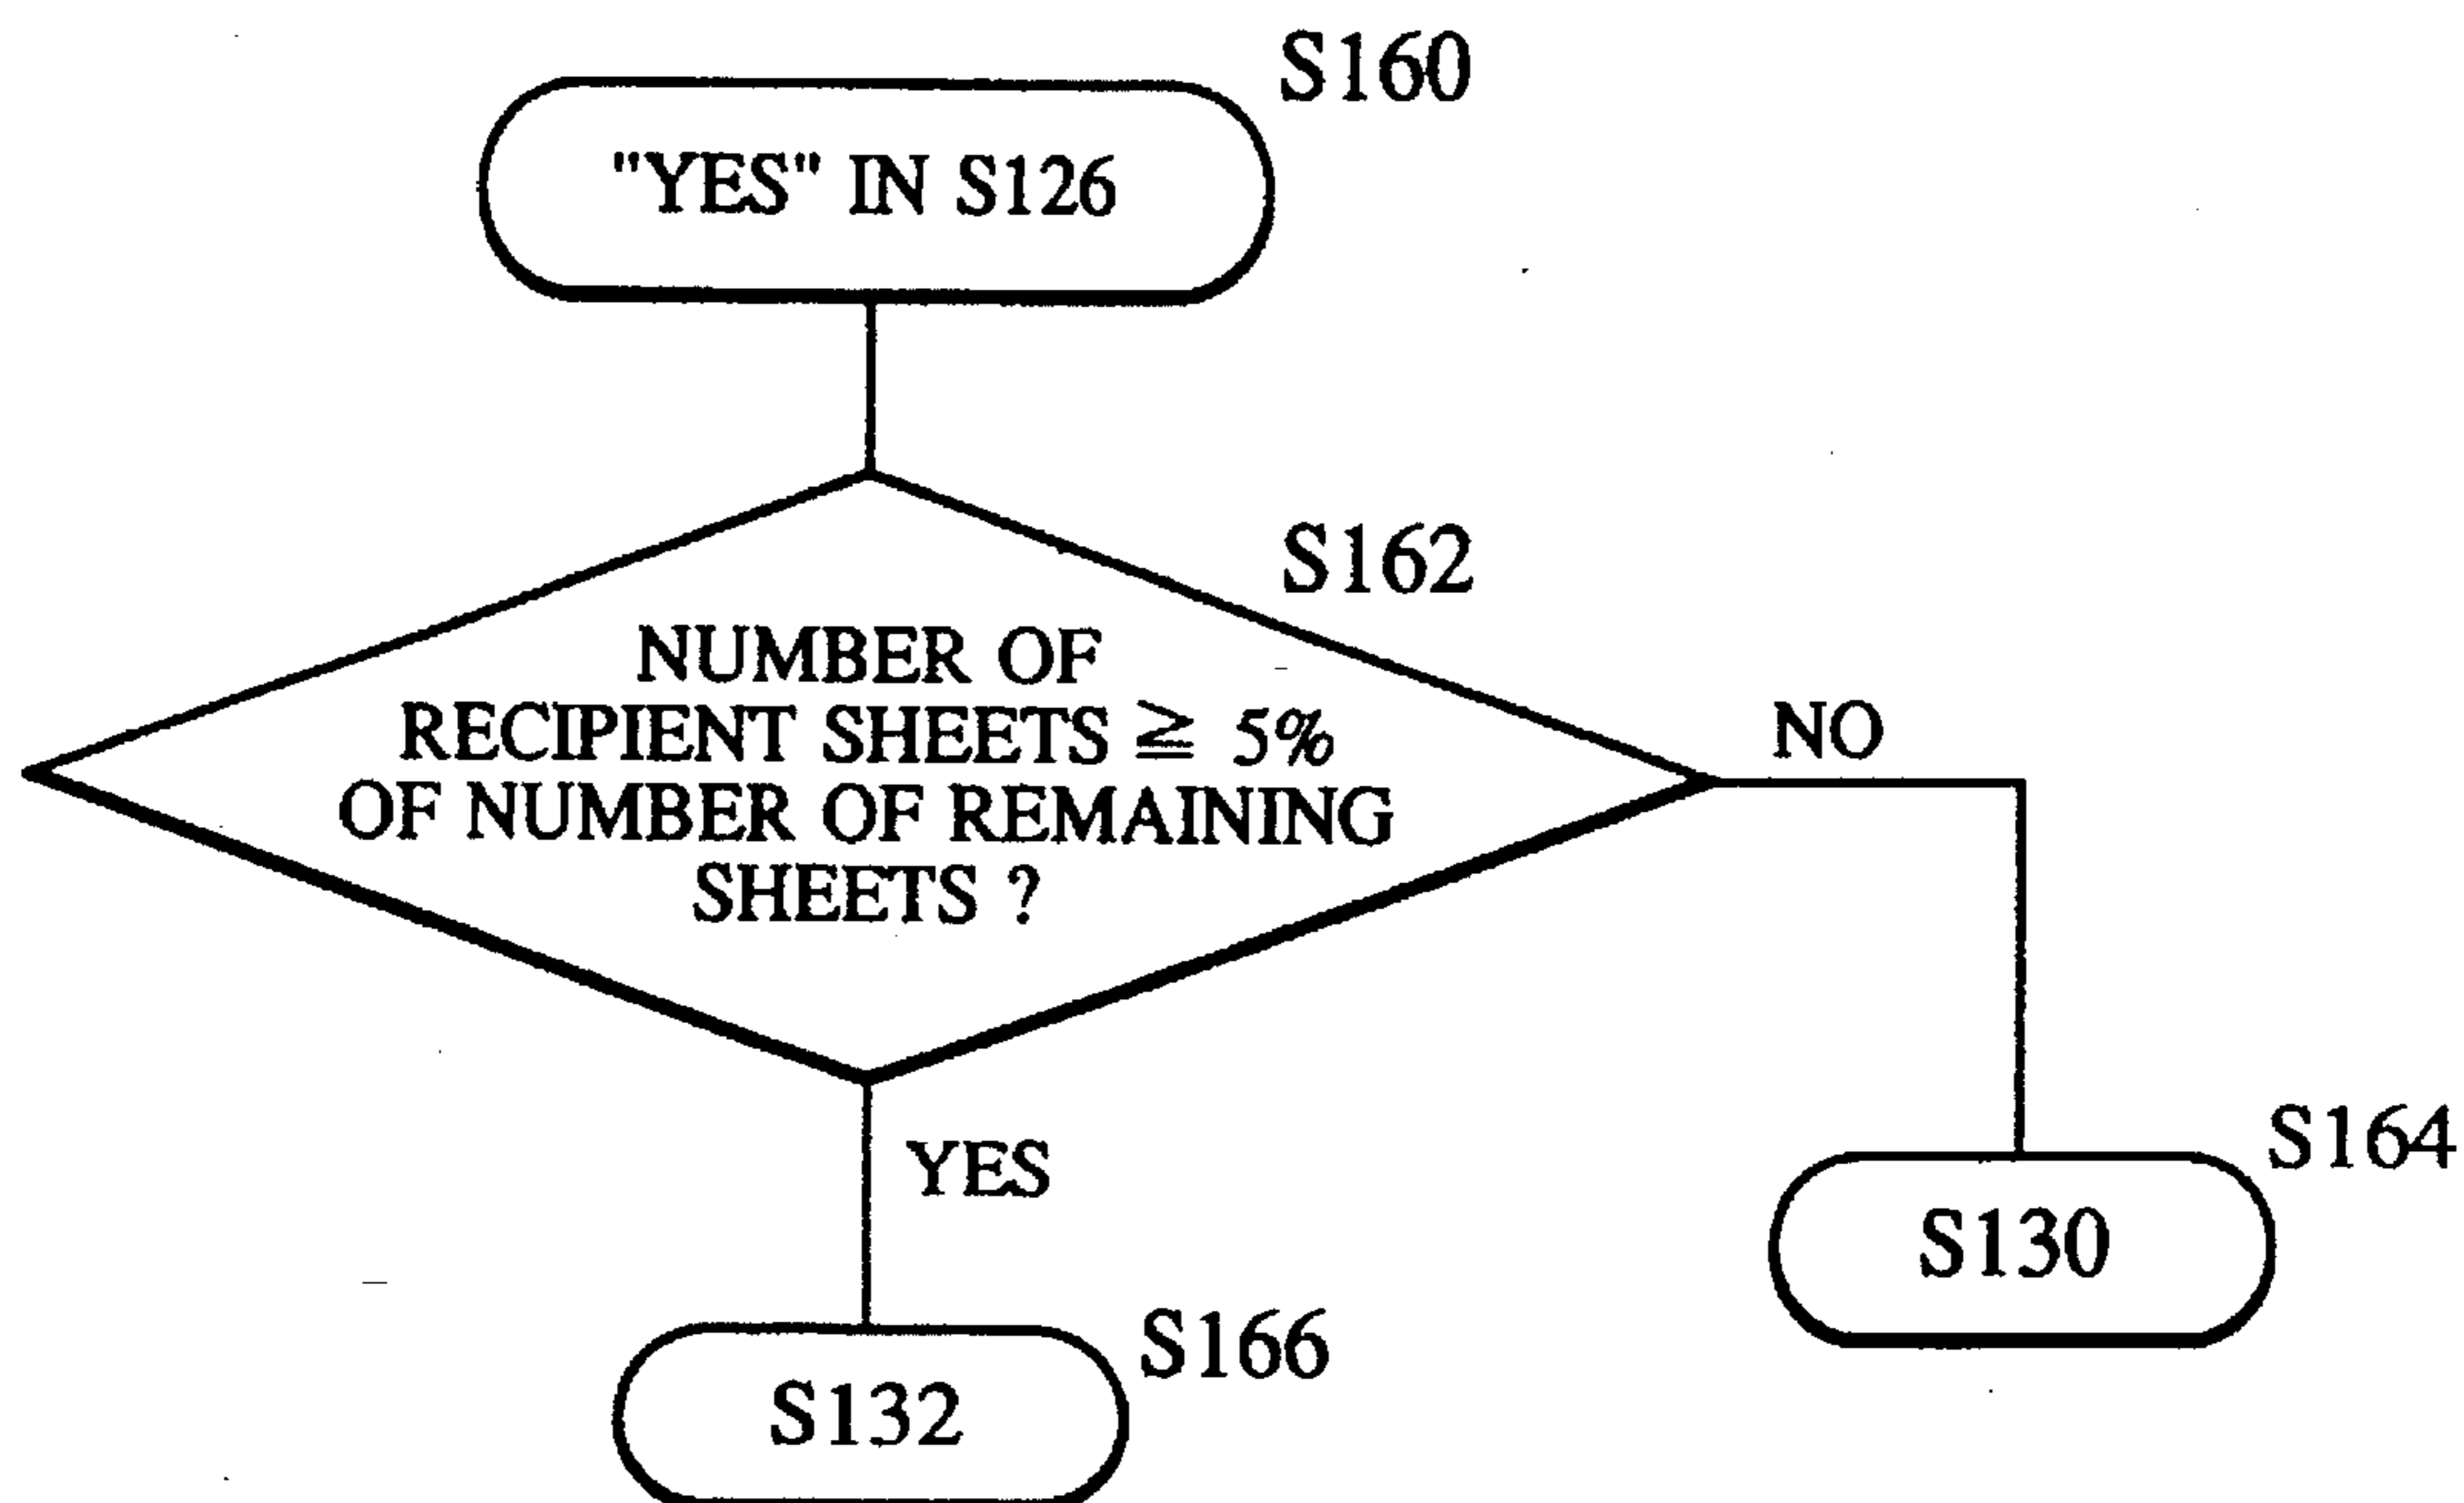 S160
"YES" IN S126
S162
NUMBER OF
RECIPIENT SHEETS ≧ 5%
OF NUMBER OF REMAINING
SHEETS ?
NO
YES
S164
S130
S166
S132